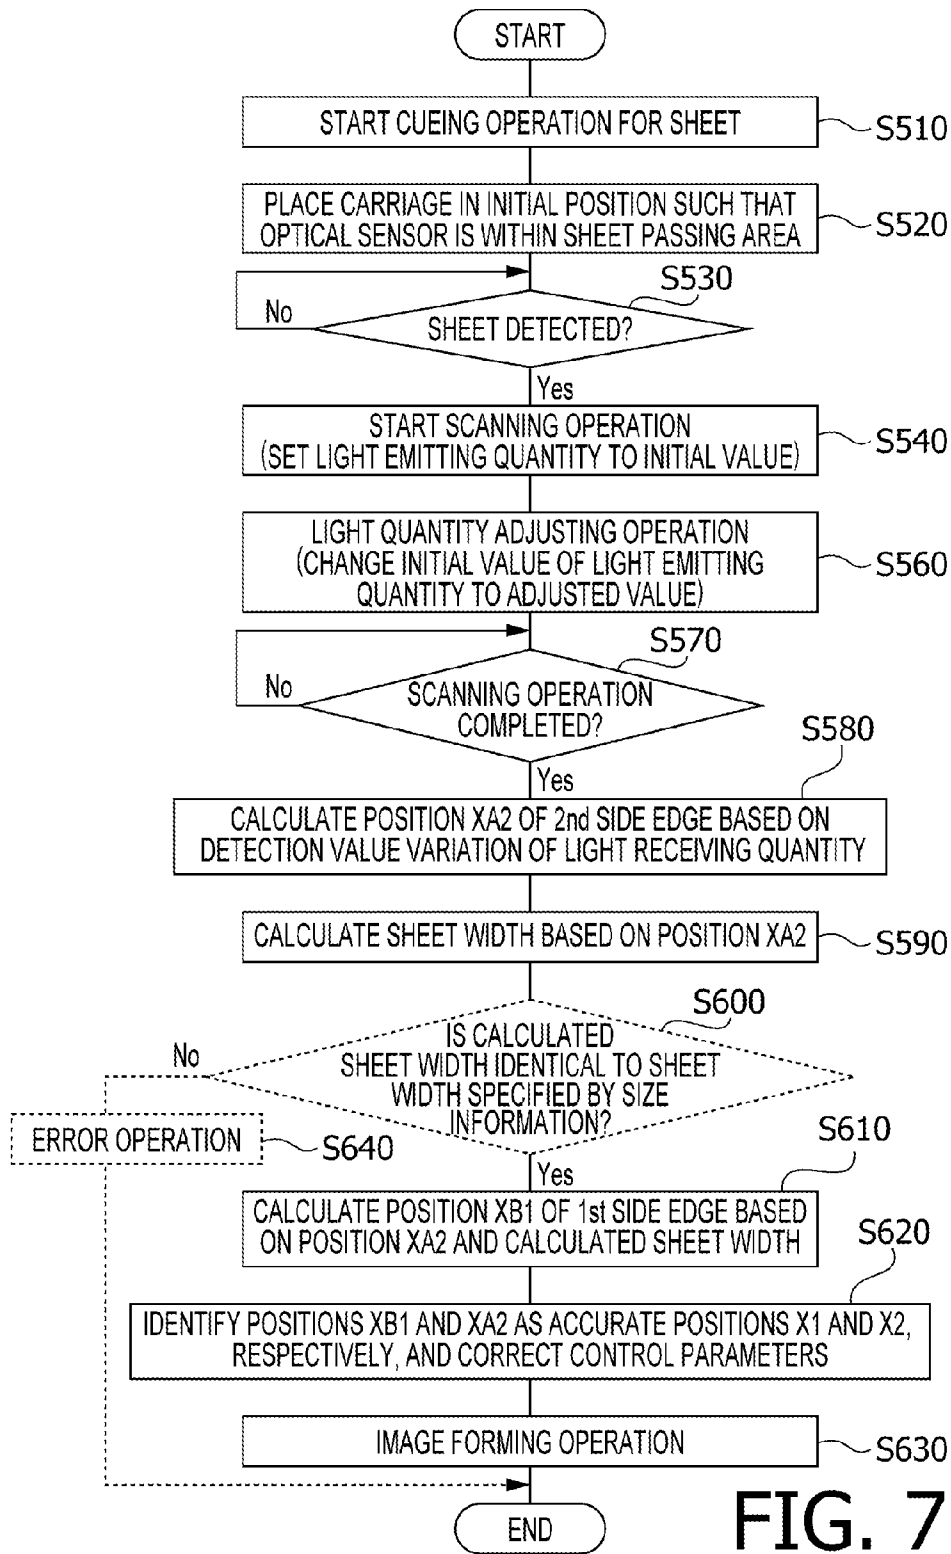 START
START CUEING OPERATION FOR SHEET
S510
PLACE CARRIAGE IN INITIAL POSITION SUCH THAT
OPTICAL SENSOR IS WITHIN SHEET PASSING AREA
S520
S530
No
SHEET DETECTED?
Yes
START SCANNING OPERATION
(SET LIGHT EMITTING QUANTITY TO INITIAL VALUE)
S540
LIGHT QUANTITY ADJUSTING OPERATION
(CHANGE INITIAL VALUE OF LIGHT EMITTING
QUANTITY TO ADJUSTED VALUE)
S560
S570
No
SCANNING OPERATION
COMPLETED?
Yes
S580
CALCULATE POSITION XA2 OF 2nd SIDE EDGE BASED ON
DETECTION VALUE VARIATION OF LIGHT RECEIVING QUANTITY
CALCULATE SHEET WIDTH BASED ON POSITION XA2
S590
S600
No
IS CALCULATED
SHEET WIDTH IDENTICAL TO SHEET
WIDTH SPECIFIED BY SIZE
INFORMATION?
ERROR OPERATION
S640
Yes
S610
CALCULATE POSITION XB1 OF 1st SIDE EDGE BASED
ON POSITION XA2 AND CALCULATED SHEET WIDTH
S620
IDENTIFY POSITIONS XB1 AND XA2 AS ACCURATE POSITIONS X1 AND X2,
RESPECTIVELY, AND CORRECT CONTROL PARAMETERS
IMAGE FORMING OPERATION
S630
END
FIG. 7